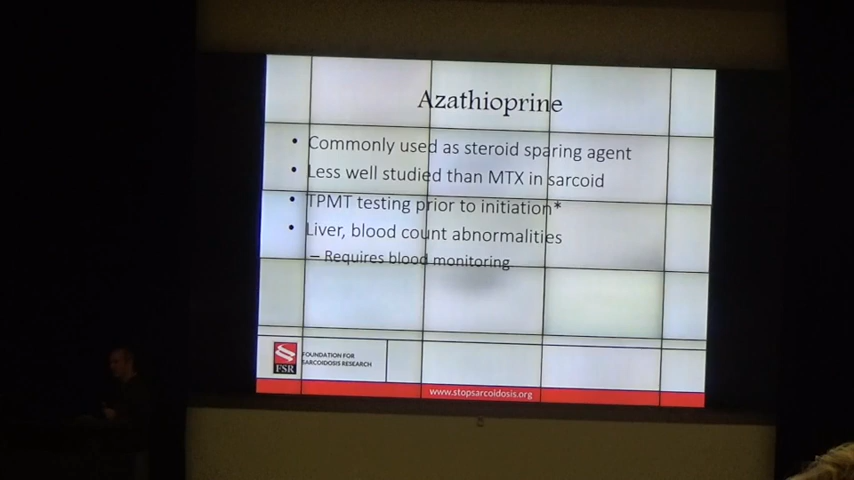 Azathioprine
• Commonly used as steroid sparing agent
• Less well studied than MTX in sarcoid
• TPMT testing prior to initiation*
• Liver, blood count abnormalities
– Requires blood monitoring
FSR
FOUNDATION FOR
SARCOIDOSIS RESEARCH
www.stopsarcoidosis.org